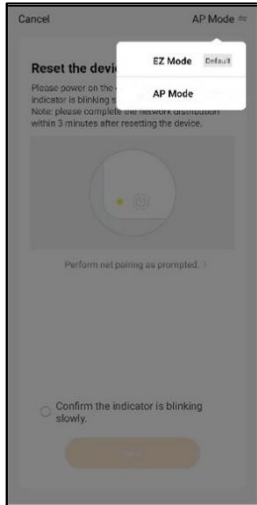 Cancel
AP Mode
EZ Mode Default
AP Mode
Reset the devi
Please power on the
indicator is blinking s
Note: please complete the network distribution
within 3 minutes after resetting the device.
Perform net pairing as prompted.
Confirm the indicator is blinking
slowly.